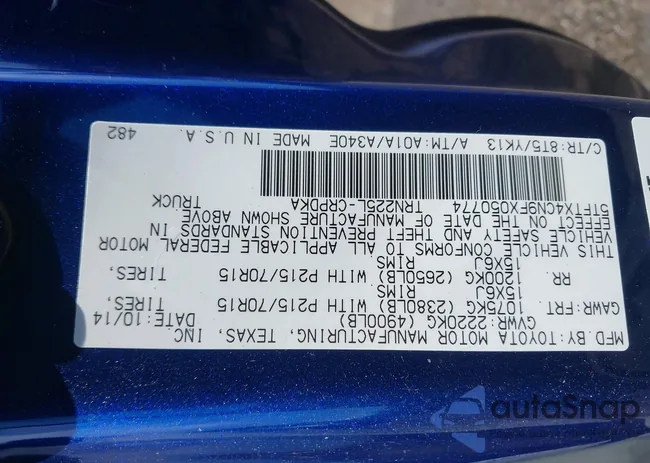 MFD.BY:TOYOTA MOTOR MANUFACTURING, TEXAS, INC.
GVWR:2220KG (4900LB) DATE:10/14
GAWR:FRT. 1075KG (2380LB) WITH P215/70R15 TIRES,
15X6J RIMS
RR. 1200KG (2650LB) WITH P215/70R15 TIRES,
15X6J RIMS
THIS VEHICLE CONFORMS TO ALL APPLICABLE FEDERAL MOTOR
VEHICLE SAFETY AND THEFT PREVENTION STANDARDS IN
EFFECT ON THE DATE OF MANUFACTURE SHOWN ABOVE.
5TFTX4CN9FX050774 TRUCK
TRN225L-CRPDKA
C/TR:8T5/YK13 A/TM:A01A/A340E MADE IN U.S.A. 482
autoSnap